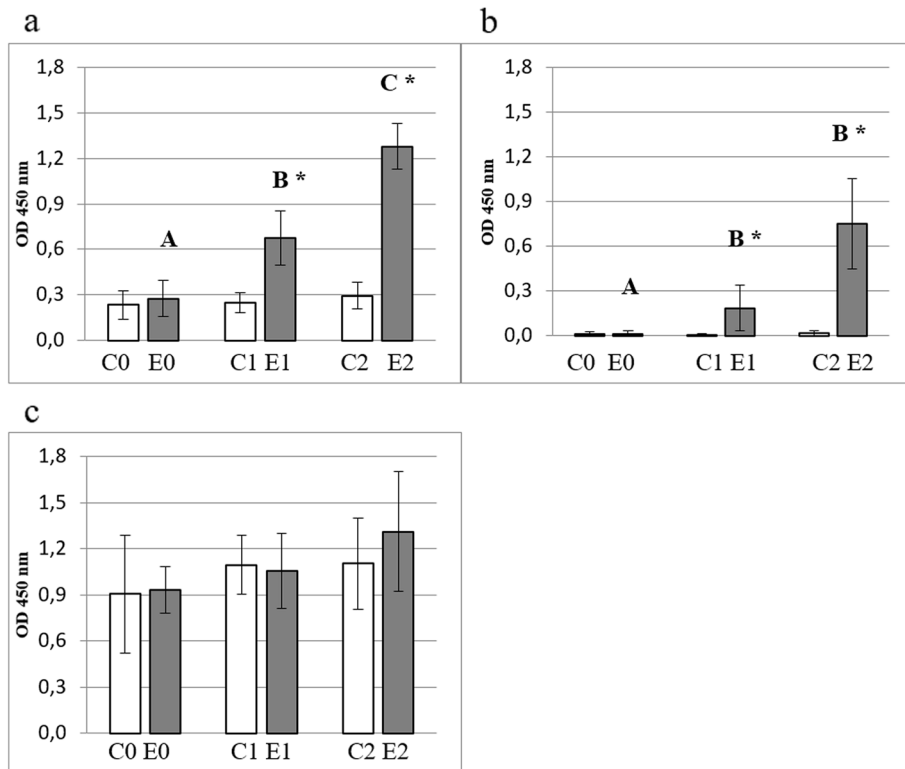 a
1,8
1,5
1,2
0,9
0,6
0,3
0,0
OD 450 nm
A
B *
C *
C0 E0 C1 E1 C2 E2
b
1,8
1,5
1,2
0,9
0,6
0,3
0,0
OD 450 nm
A
B *
B *
C0 E0 C1 E1 C2 E2
c
1,8
1,5
1,2
0,9
0,6
0,3
0,0
OD 450 nm
C0 E0 C1 E1 C2 E2